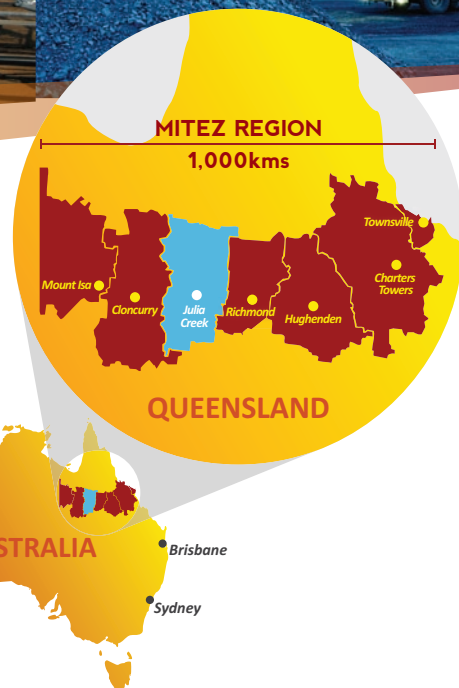 MITEZ REGION
1,000kms
Townsville
Mount Isa
Cloncurry
Julia
Creek
Richmond
Hughenden
Charters
Towers
QUEENSLAND
STRALIA
Brisbane
Sydney